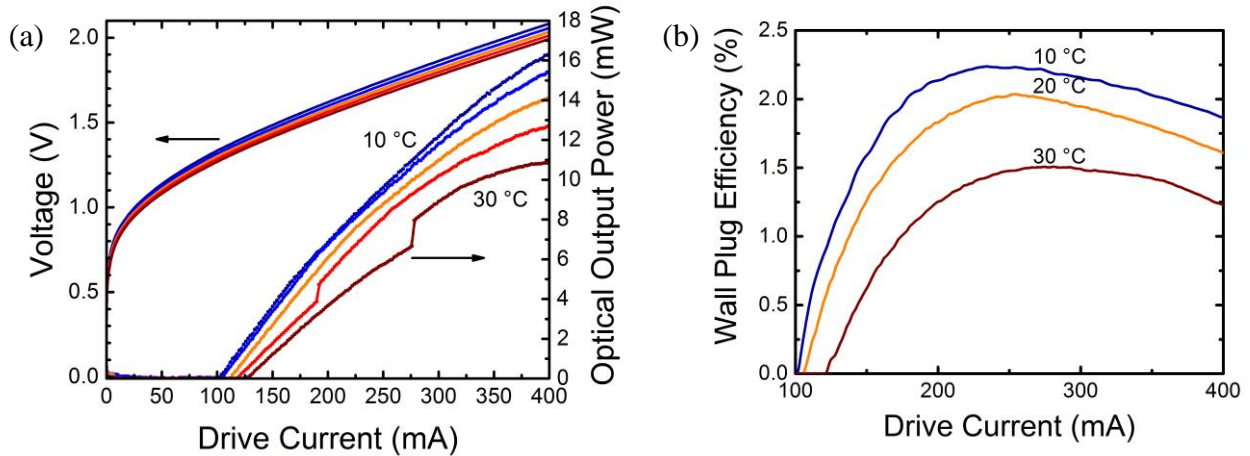 (a)
Voltage (V)
2.0
1.5
1.0
0.5
0.0
10 °C
30 °C
18
16
14
12
10
8
6
4
2
0
Optical Output Power (mW)
0 50 100 150 200 250 300 350 400
Drive Current (mA)
(b)
Wall Plug Efficiency (%)
2.5
2.0
1.5
1.0
0.5
0.0
10 °C
20 °C
30 °C
100 200 300 400
Drive Current (mA)